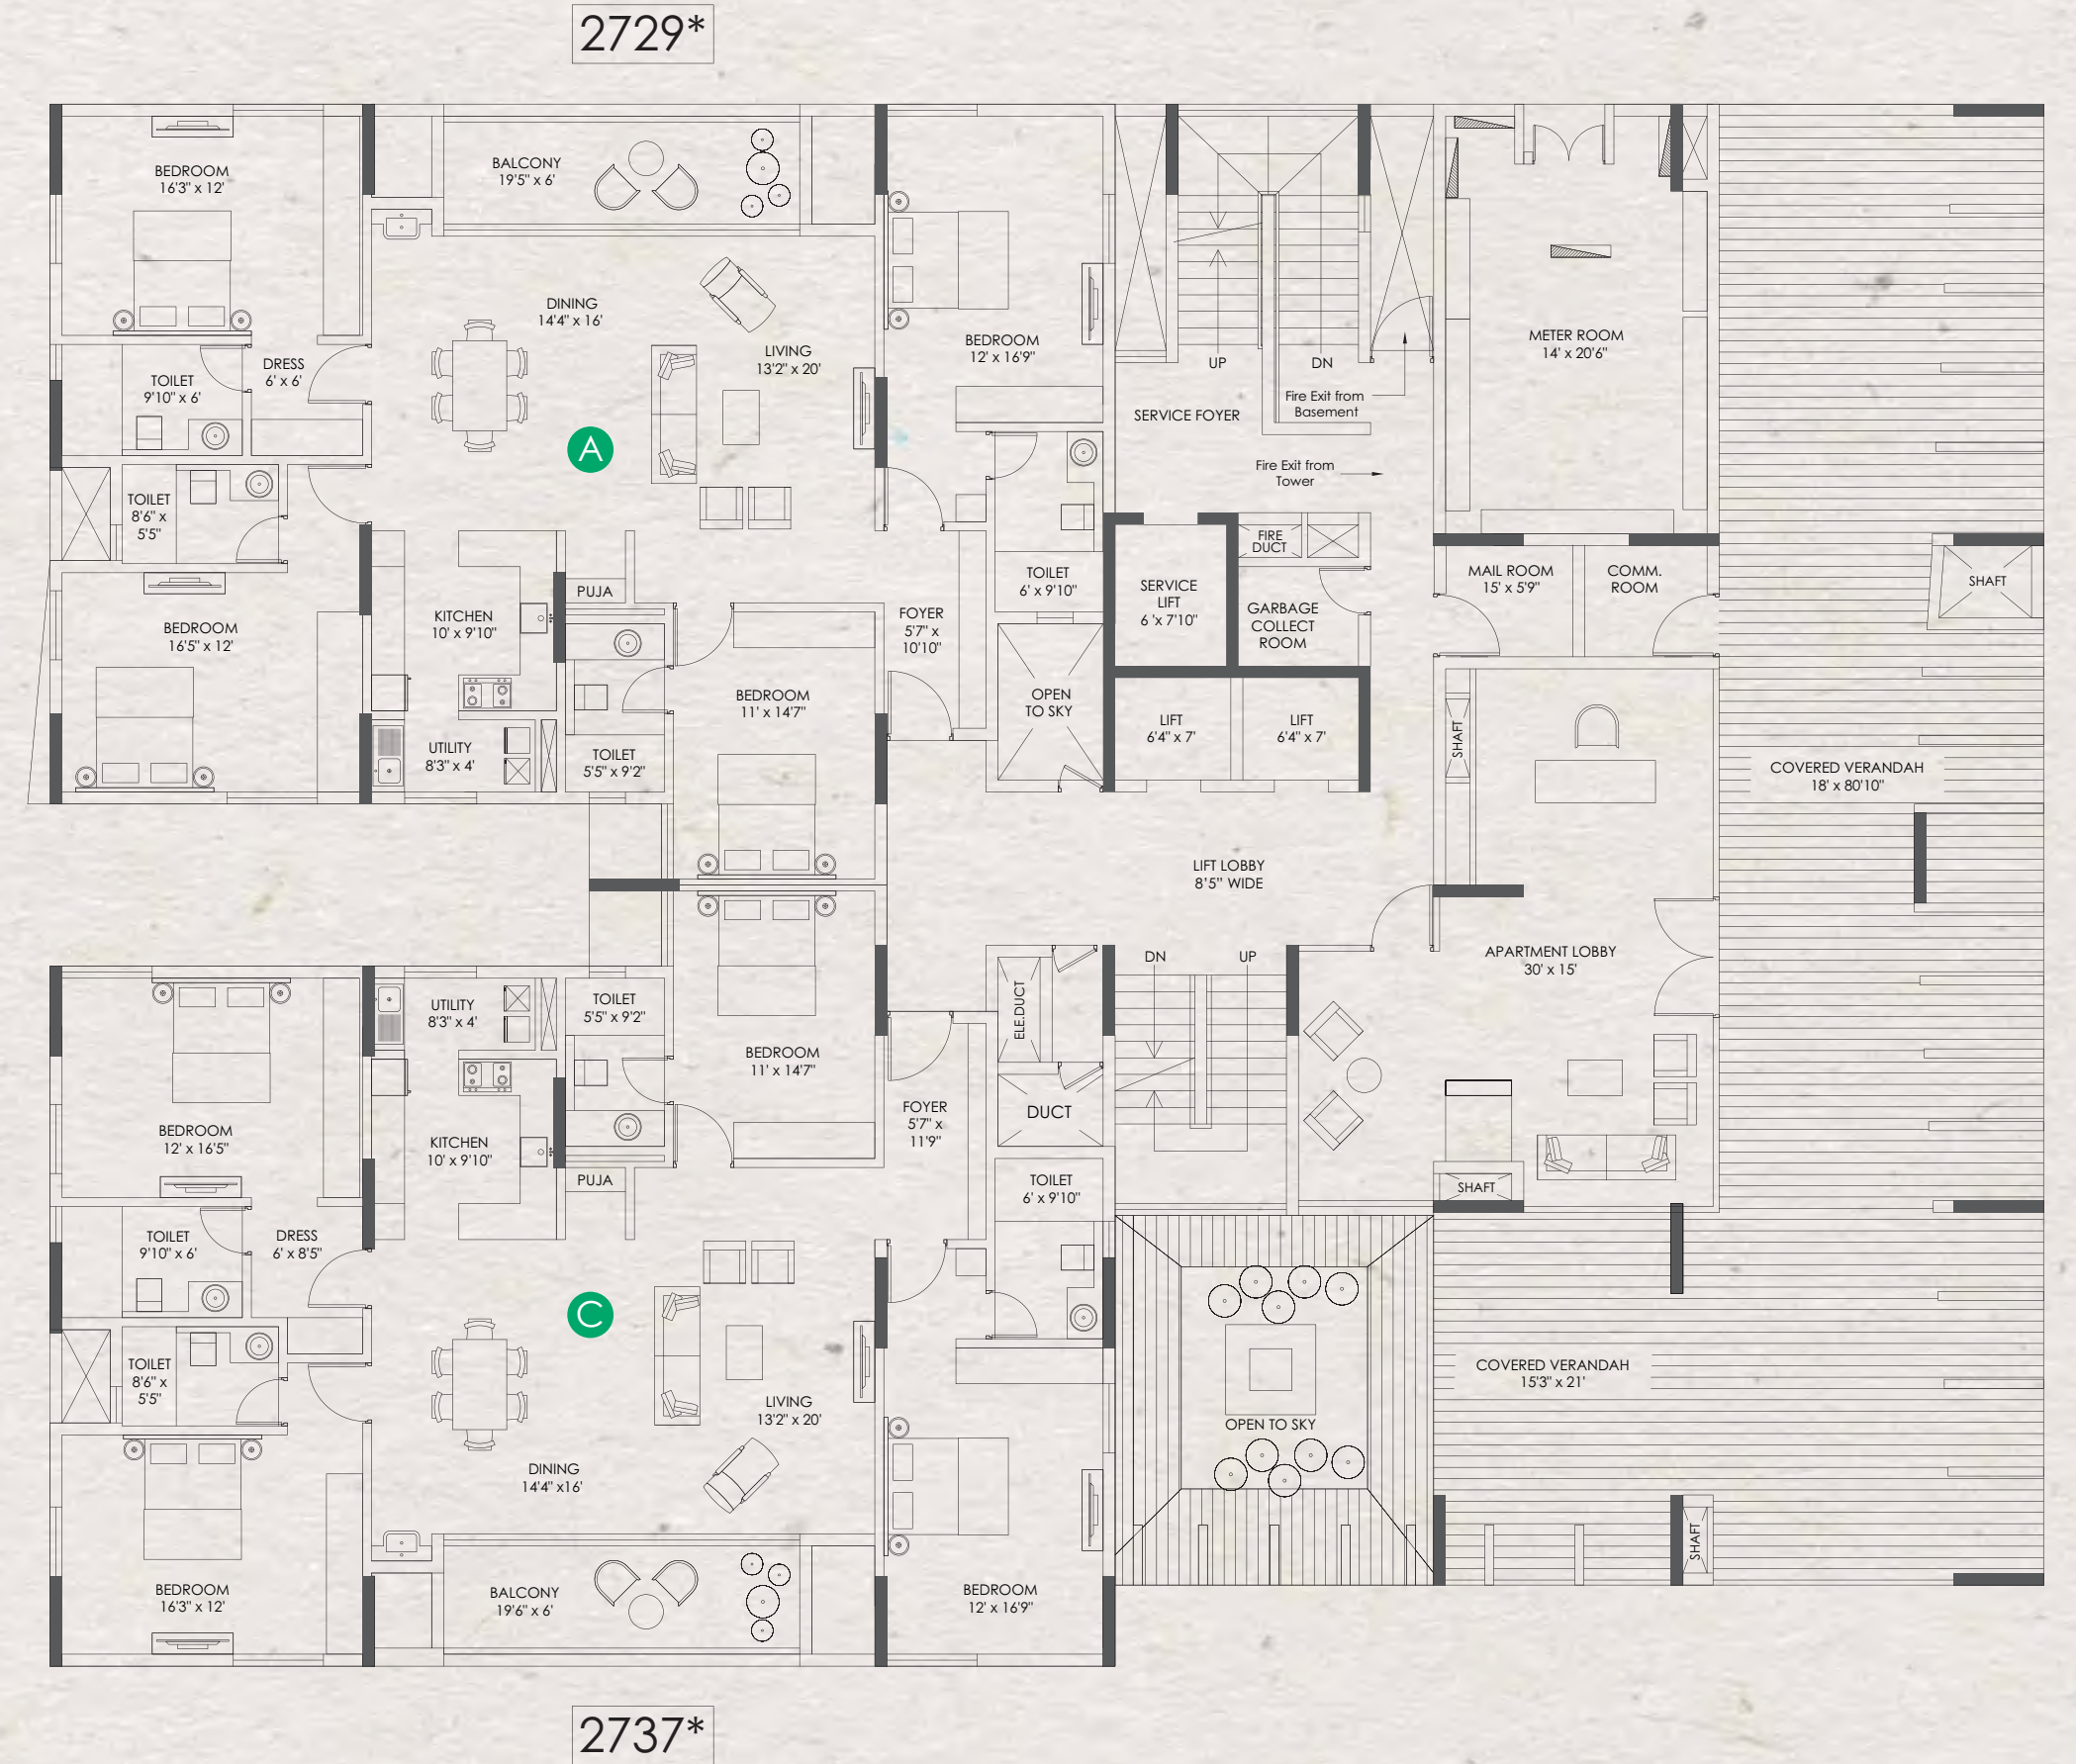 2729*
BEDROOM
16'3" x 12'
BALCONY
19'5" x 6'
DINING
14'4" x 16'
LIVING
13'2" x 20'
BEDROOM
12' x 16'9"
UP
DN
METER ROOM
14' x 20'6"
DRESS
6' x 6'
TOILET
9'10" x 6'
Fire Exit from
Basement
SERVICE FOYER
A
Fire Exit from
Tower
TOILET
8'6" x
5'5"
FIRE
DUCT
PUJA
TOILET
6' x 9'10"
SERVICE
LIFT
6 'x 7'10"
GARBAGE
COLLECT
ROOM
MAIL ROOM
15' x 5'9"
COMM.
ROOM
SHAFT
BEDROOM
16'5" x 12'
KITCHEN
10' x 9'10"
FOYER
5'7" x
10'10"
BEDROOM
11' x 14'7"
OPEN
TO SKY
LIFT
6'4" x 7'
LIFT
6'4" x 7'
SHAFT
UTILITY
8'3" x 4'
TOILET
5'5" x 9'2"
COVERED VERANDAH
18' x 80'10"
LIFT LOBBY
8'5" WIDE
APARTMENT LOBBY
30' x 15'
DN
UP
UTILITY
8'3" x 4'
TOILET
5'5" x 9'2"
ELE.DUCT
BEDROOM
11' x 14'7"
BEDROOM
12' x 16'5"
KITCHEN
10' x 9'10"
FOYER
5'7" x
11'9"
DUCT
PUJA
TOILET
6' x 9'10"
SHAFT
TOILET
9'10" x 6'
DRESS
6' x 8'5"
C
TOILET
8'6" x
5'5"
LIVING
13'2" x 20'
OPEN TO SKY
COVERED VERANDAH
15'3" x 21'
DINING
14'4" x16'
SHAFT
BEDROOM
16'3" x 12'
BALCONY
19'6" x 6'
BEDROOM
12' x 16'9"
2737*